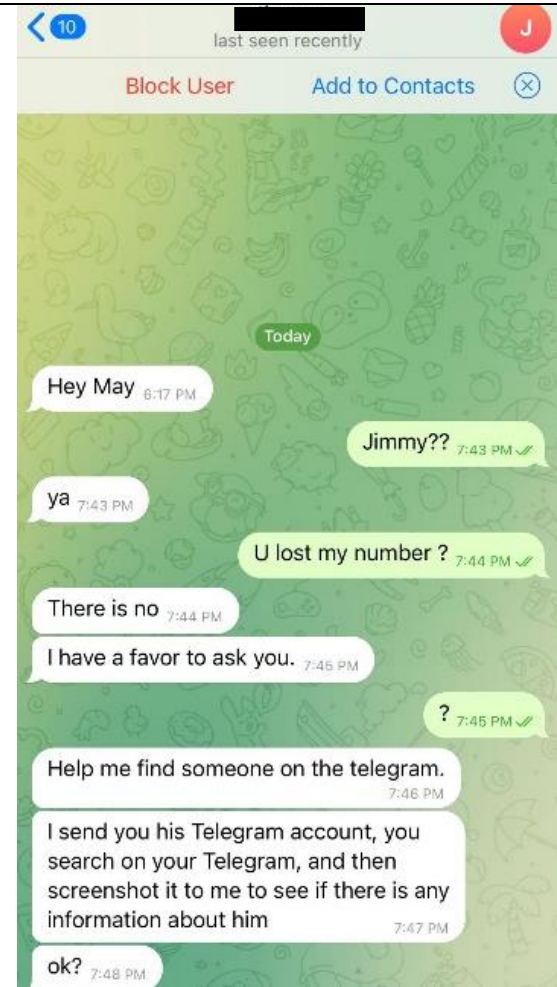 10
last seen recently
J
Block User
Add to Contacts
Today
Hey May 6:17 PM
Jimmy?? 7:43 PM
ya 7:43 PM
U lost my number ? 7:44 PM
There is no 7:44 PM
I have a favor to ask you. 7:45 PM
? 7:45 PM
Help me find someone on the telegram.
7:46 PM
I send you his Telegram account, you
search on your Telegram, and then
screenshot it to me to see if there is any
information about him 7:47 PM
ok? 7:48 PM